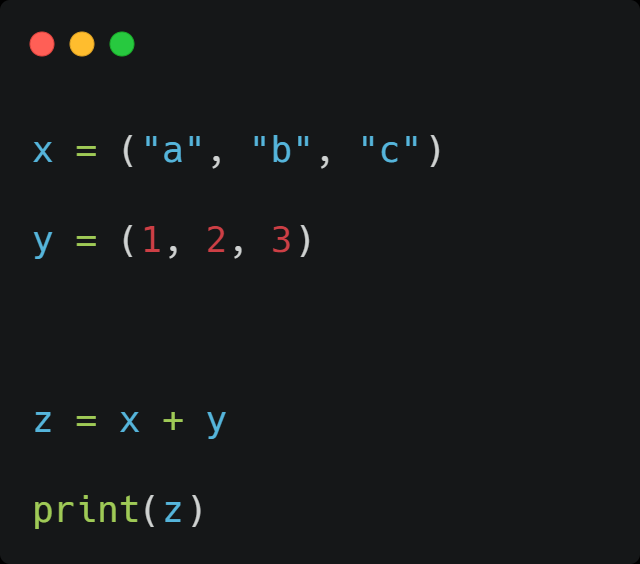 x = ("a", "b", "c")
y = (1, 2, 3)
z = x + y
print(z)